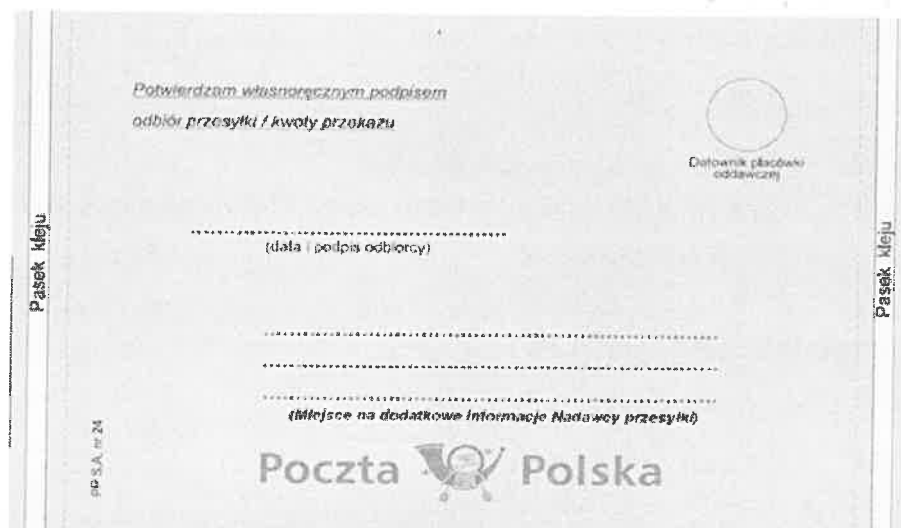 Potwierdzam własnoręcznym podpisem
odbiór przesyłki / kwoty przekazu
Datownik placówki
oddawczej
(data i podpis odbiorcy)
(Miejsce na dodatkowe informacje Nadawcy przesyłki)
Pasek kleju
Pasek kleju
PP S.A. nr 24
Poczta Polska